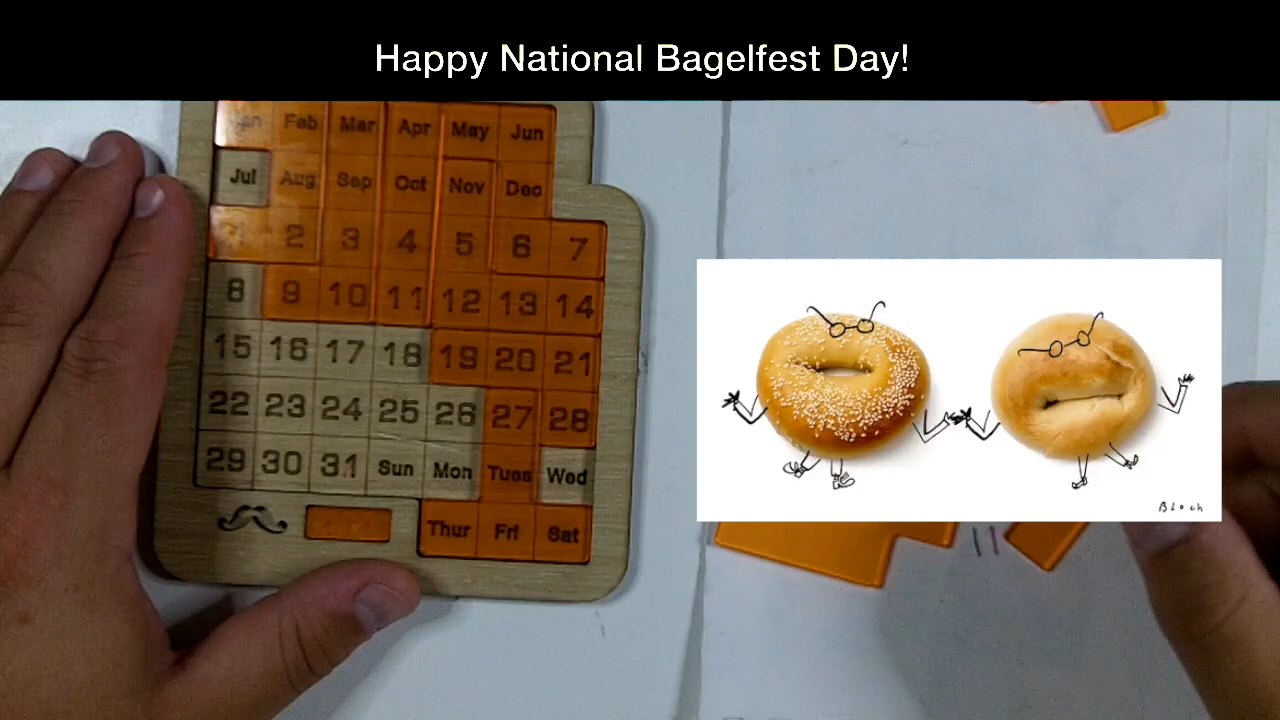 Happy National Bagelfest Day!
Jan Feb Mar Apr May Jun
Jul Aug Sep Oct Nov Dec
1 2 3 4 5 6 7
8 9 10 11 12 13 14
15 16 17 18 19 20 21
22 23 24 25 26 27 28
29 30 31 Sun Mon Tues Wed
Thur Fri Sat
Bloch
11